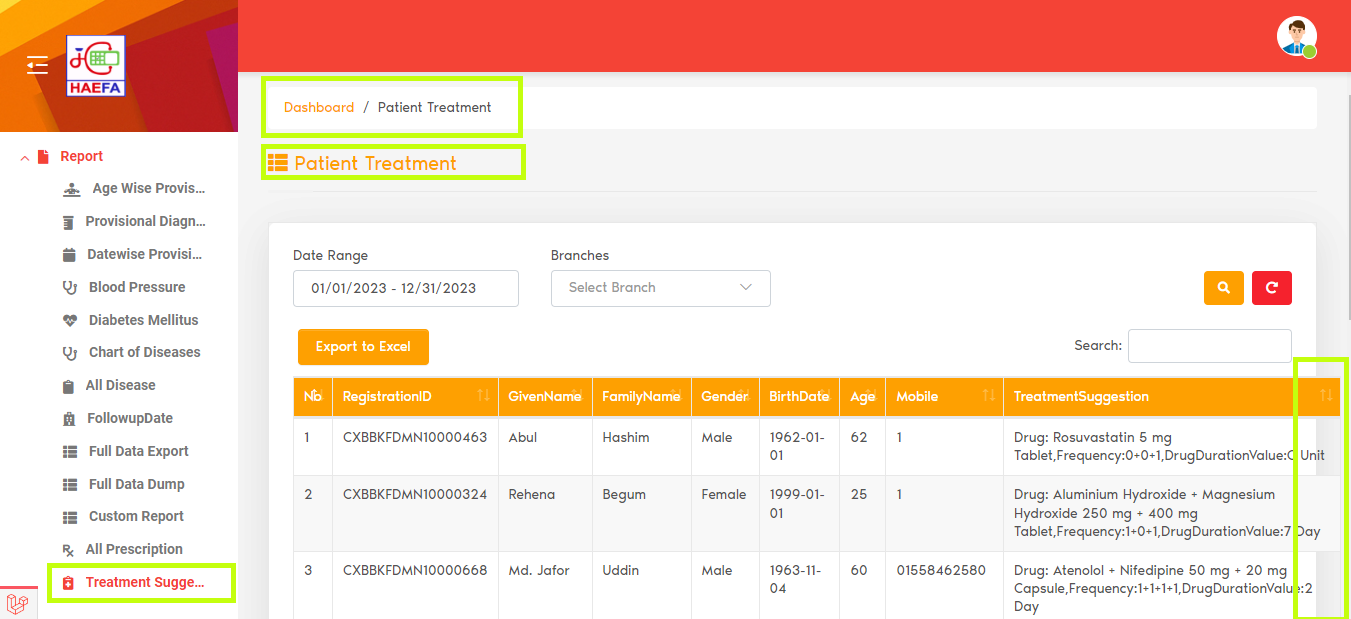 HAEFA
Dashboard / Patient Treatment
Patient Treatment
Report
Age Wise Provis...
Provisional Diagn...
Datewise Provisi...
Blood Pressure
Diabetes Mellitus
Chart of Diseases
All Disease
FollowupDate
Full Data Export
Full Data Dump
Custom Report
All Prescription
Treatment Sugge...
Date Range
Branches
01/01/2023 - 12/31/2023
Select Branch
Export to Excel
Search:
No RegistrationID GivenName FamilyName Gender BirthDate Age Mobile TreatmentSuggestion
1 CXBBKFDMN10000463 Abul Hashim Male 1962-01- 62 1 Drug: Rosuvastatin 5 mg
01 Tablet,Frequency:0+0+1,DrugDurationValue:C Unit
2 CXBBKFDMN10000324 Rehena Begum Female 1999-01- 25 1 Drug: Aluminium Hydroxide + Magnesium
01 Hydroxide 250 mg + 400 mg
Tablet,Frequency:1+0+1,DrugDurationValue:7 Day
3 CXBBKFDMN10000668 Md. Jafor Uddin Male 1963-11- 60 01558462580 Drug: Atenolol + Nifedipine 50 mg + 20 mg
04 Capsule,Frequency:1+1+1+1,DrugDurationValue:2
Day